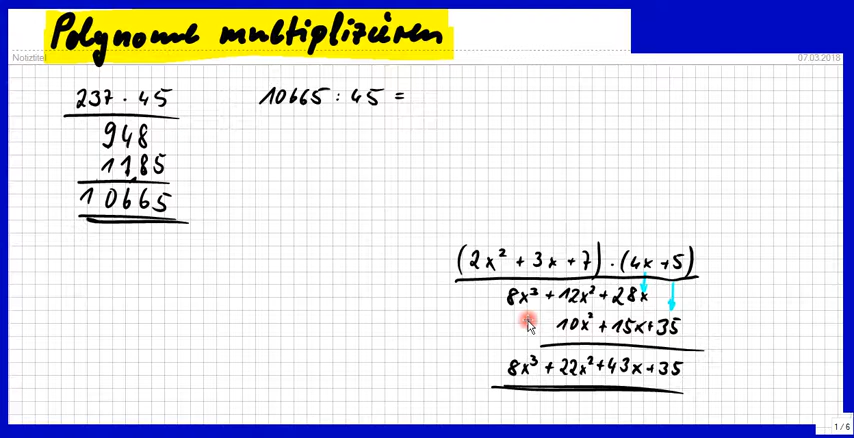 Polynome multiplizieren
Notiztitel
07.03.2018
237 · 45
948
1185
10665
10665 : 45 =
(2x² + 3x + 7) · (4x + 5)
8x³ + 12x² + 28x
10x² + 15x + 35
8x³ + 22x² + 43x + 35
1 / 6